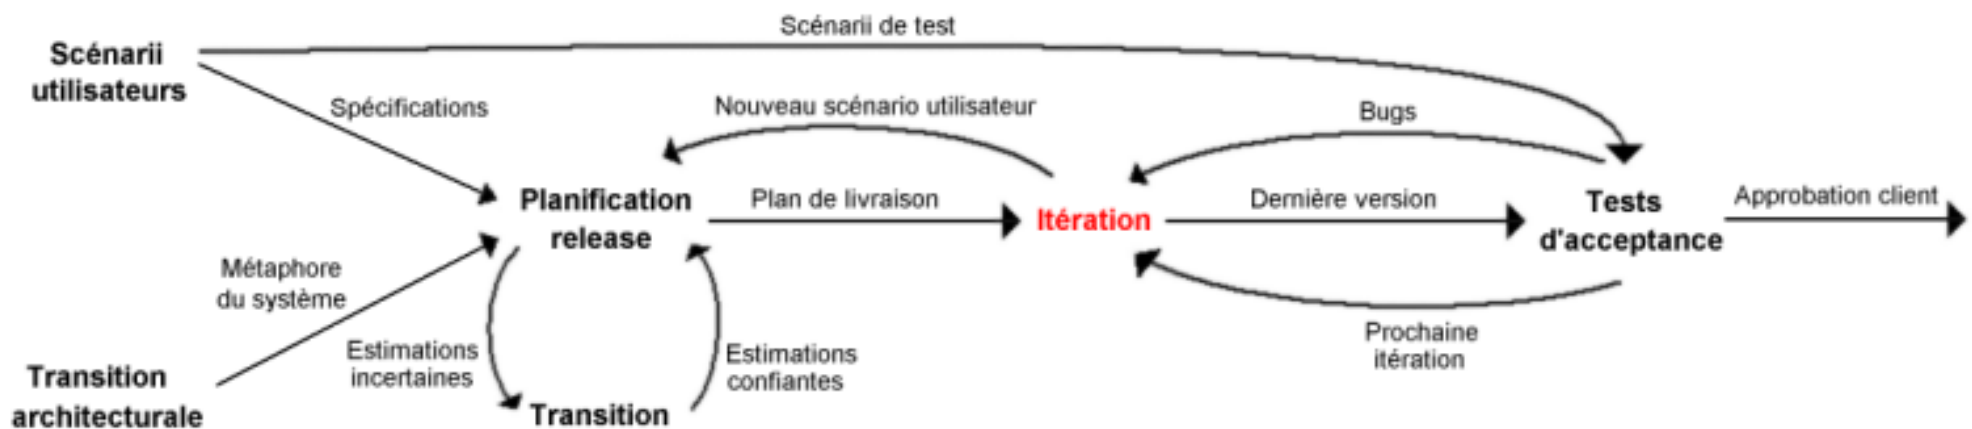 Scénarii de test
Scénarii
utilisateurs
Spécifications
Nouveau scénario utilisateur
Bugs
Planification
release
Plan de livraison
Itération
Dernière version
Tests
d'acceptance
Approbation client
Métaphore
du système
Estimations
incertaines
Estimations
confiantes
Prochaine
itération
Transition
architecturale
Transition